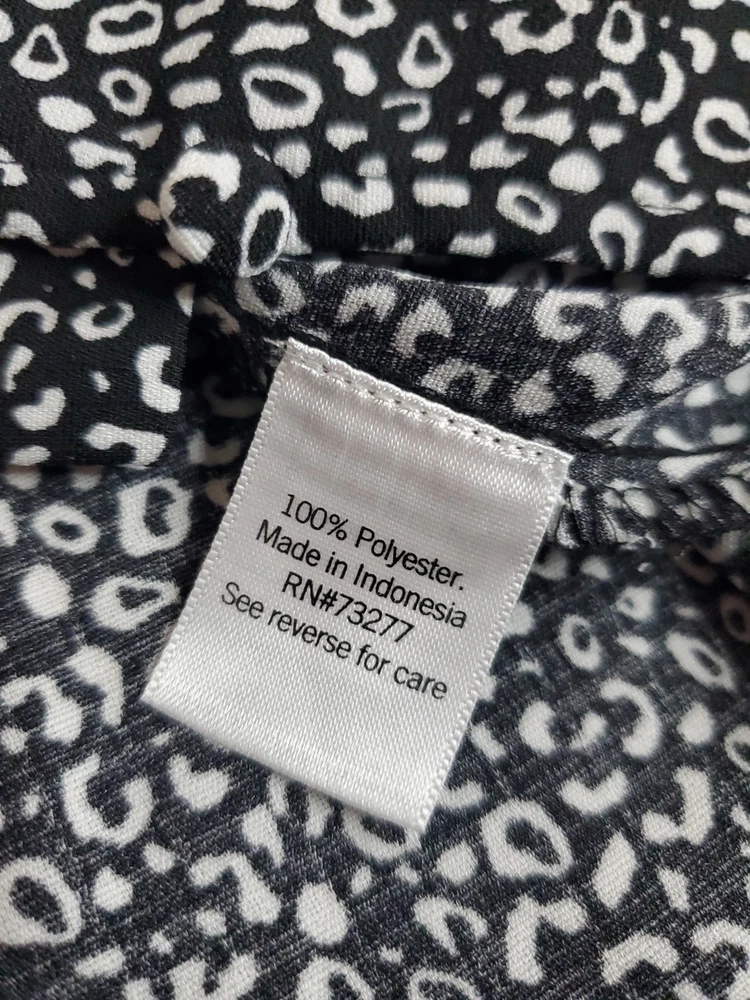 100% Polyester.
Made in Indonesia
RN#73277
See reverse for care